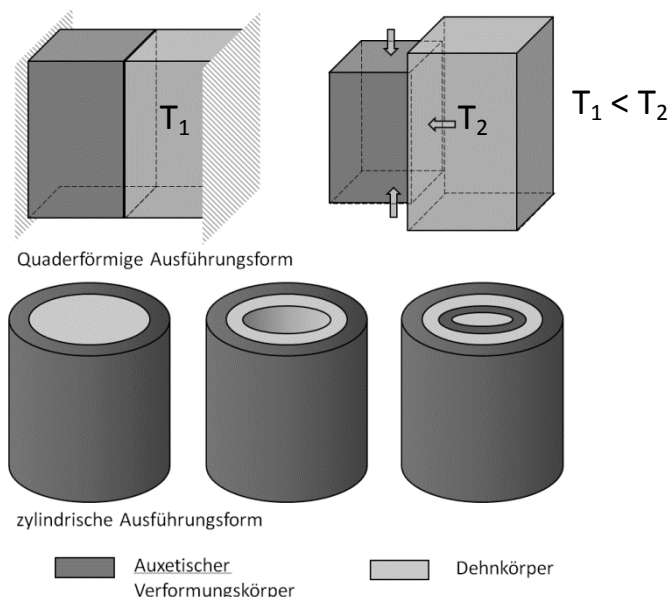 T₁
T₂
T₁ < T₂
Quaderförmige Ausführungsform
zylindrische Ausführungsform
Auxetischer
Verformungskörper
Dehnkörper